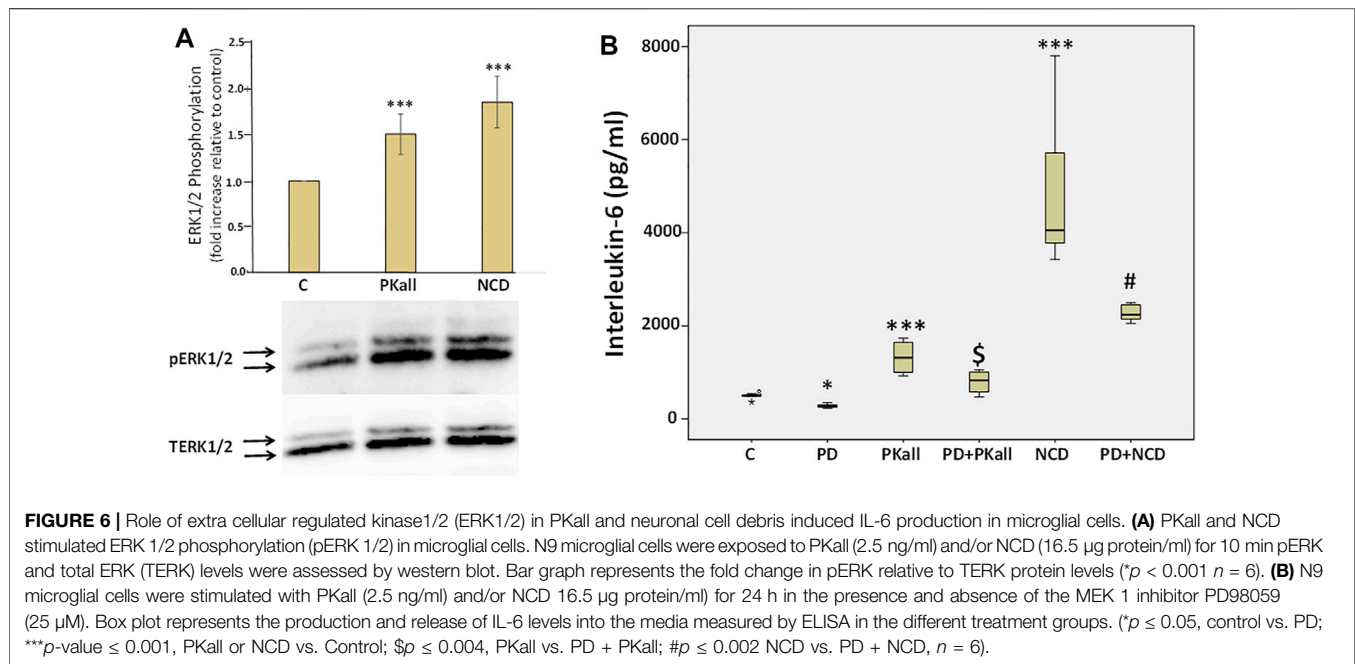 A
ERK1/2 Phosphorylation
(fold increase relative to control)
2.5
2.0
1.5
1.0
0.5
0.0
***
***
C PKall NCD
pERK1/2
TERK1/2
B
Interleukin-6 (pg/ml)
8000
6000
4000
2000
0
*
*
***
$
***
#
C PD PKall PD+PKall NCD PD+NCD
FIGURE 6 | Role of extra cellular regulated kinase1/2 (ERK1/2) in PKall and neuronal cell debris induced IL-6 production in microglial cells. (A) PKall and NCD
stimulated ERK 1/2 phosphorylation (pERK 1/2) in microglial cells. N9 microglial cells were exposed to PKall (2.5 ng/ml) and/or NCD (16.5 µg protein/ml) for 10 min pERK
and total ERK (TERK) levels were assessed by western blot. Bar graph represents the fold change in pERK relative to TERK protein levels (*p < 0.001 n = 6). (B) N9
microglial cells were stimulated with PKall (2.5 ng/ml) and/or NCD 16.5 µg protein/ml) for 24 h in the presence and absence of the MEK 1 inhibitor PD98059
(25 µM). Box plot represents the production and release of IL-6 levels into the media measured by ELISA in the different treatment groups. (*p ≤ 0.05, control vs. PD;
***p-value ≤ 0.001, PKall or NCD vs. Control; $p ≤ 0.004, PKall vs. PD + PKall; #p ≤ 0.002 NCD vs. PD + NCD, n = 6).